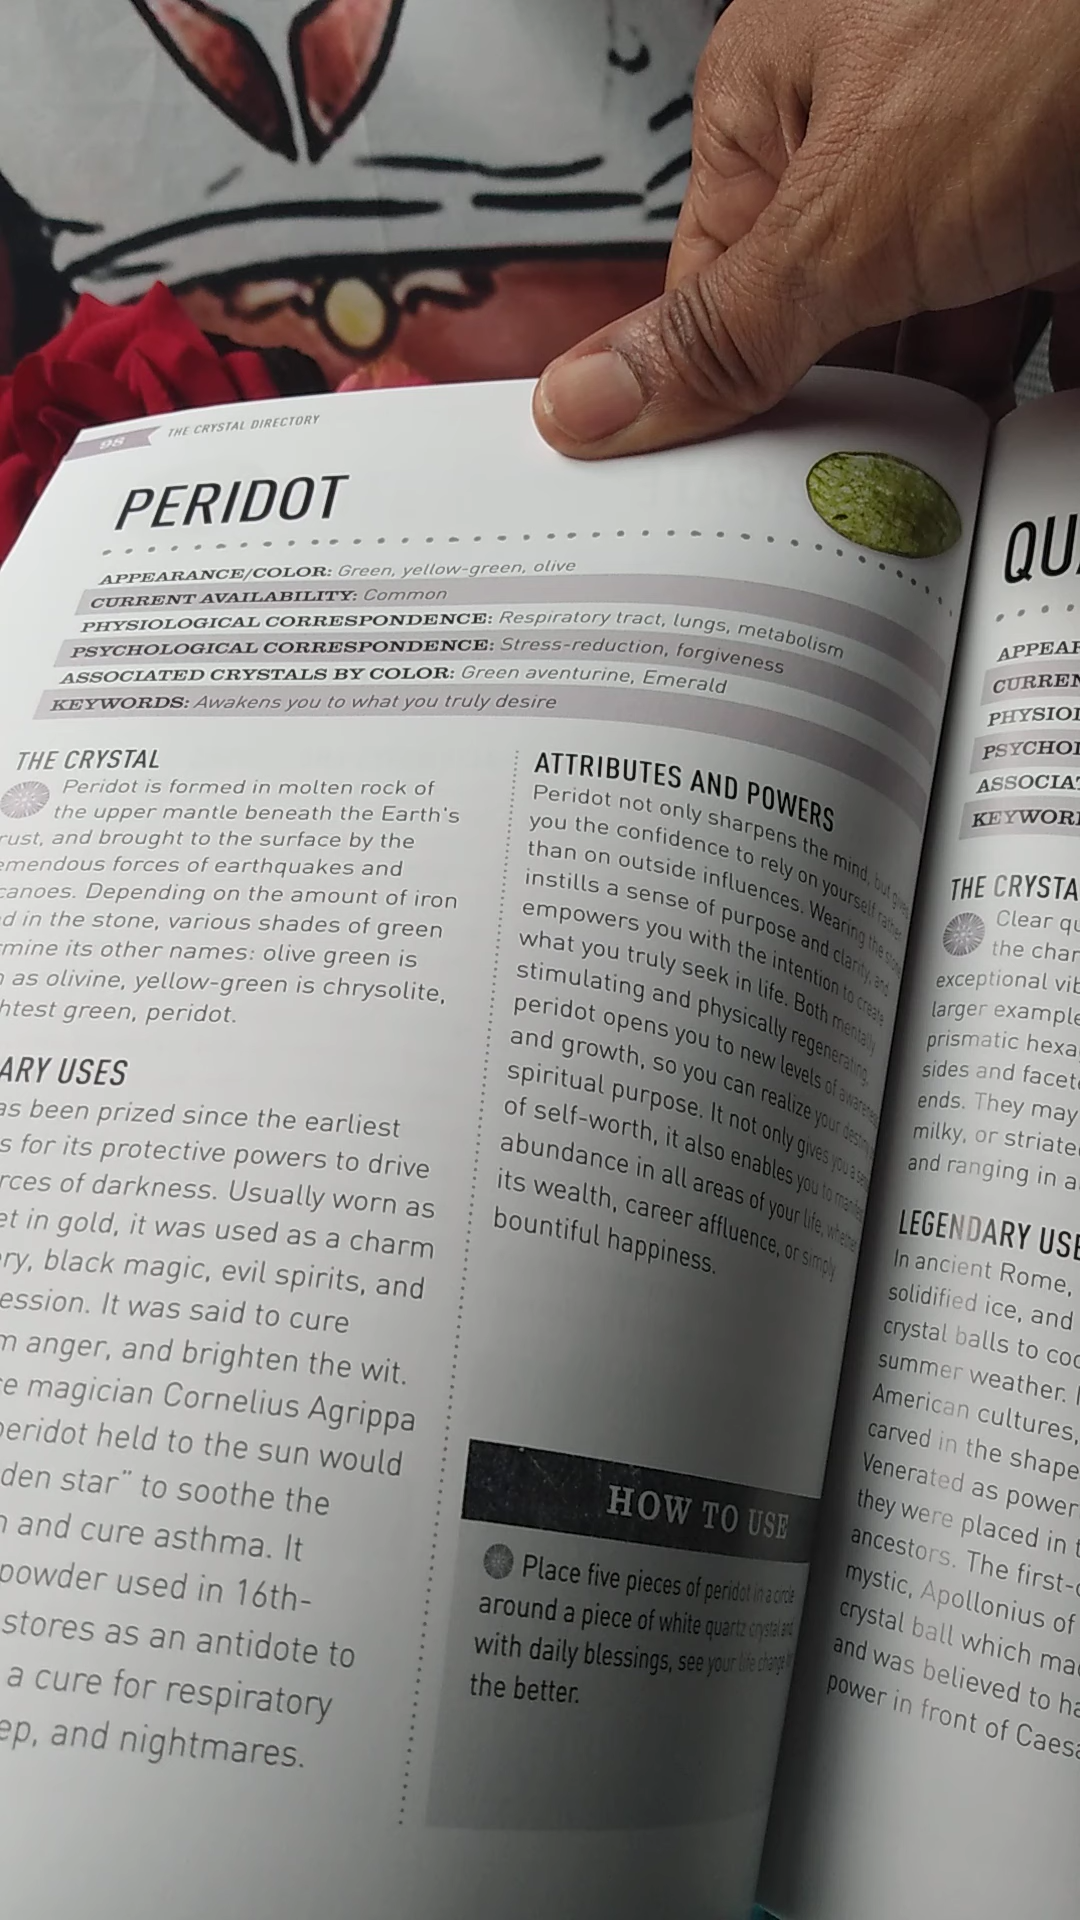 98 THE CRYSTAL DIRECTORY
PERIDOT
APPEARANCE/COLOR: Green, yellow-green, olive
CURRENT AVAILABILITY: Common
PHYSIOLOGICAL CORRESPONDENCE: Respiratory tract, lungs, metabolism
PSYCHOLOGICAL CORRESPONDENCE: Stress-reduction, forgiveness
ASSOCIATED CRYSTALS BY COLOR: Green aventurine, Emerald
KEYWORDS: Awakens you to what you truly desire
THE CRYSTAL
Peridot is formed in molten rock of
the upper mantle beneath the Earth's
rust, and brought to the surface by the
emendous forces of earthquakes and
canoes. Depending on the amount of iron
d in the stone, various shades of green
rmine its other names: olive green is
as olivine, yellow-green is chrysolite,
htest green, peridot.
ARY USES
as been prized since the earliest
s for its protective powers to drive
rces of darkness. Usually worn as
et in gold, it was used as a charm
ry, black magic, evil spirits, and
ession. It was said to cure
m anger, and brighten the wit.
ce magician Cornelius Agrippa
peridot held to the sun would
den star" to soothe the
n and cure asthma. It
powder used in 16th-
stores as an antidote to
a cure for respiratory
ep, and nightmares.
ATTRIBUTES AND POWERS
Peridot not only sharpens the mind, but gives
you the confidence to rely on yourself rather
than on outside influences. Wearing the stone
instills a sense of purpose and clarity, and
empowers you with the intention to create
what you truly seek in life. Both mentally
stimulating and physically regenerating,
peridot opens you to new levels of awareness
and growth, so you can realize your destiny
spiritual purpose. It not only gives you a sense
of self-worth, it also enables you to manifest
abundance in all areas of your life, whether
its wealth, career affluence, or simply
bountiful happiness.
HOW TO USE
Place five pieces of peridot in a circle
around a piece of white quartz crystal and
with daily blessings, see your life change for
the better.
QU
APPEAR
CURREN
PHYSIOL
PSYCHOL
ASSOCIAT
KEYWOR
THE CRYSTA
Clear qu
the char
exceptional vib
larger example
prismatic hexa
sides and facet
ends. They may
milky, or striate
and ranging in a
LEGENDARY USE
In ancient Rome,
solidified ice, and
crystal balls to coo
summer weather.
American cultures,
carved in the shape
Venerated as power
they were placed in t
ancestors. The first-c
mystic, Apollonius of
crystal ball which ma
and was believed to ha
power in front of Caesa